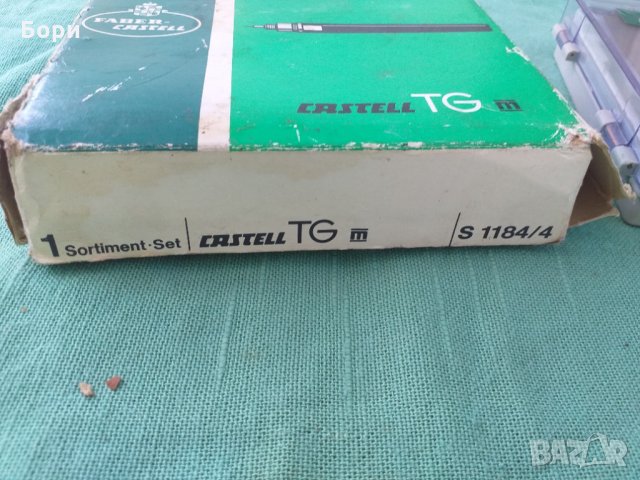 Бори
FABER-
CASTELL
CASTELL TG m
1 Sortiment-Set CASTELL TG m S 1184/4
BAZAR